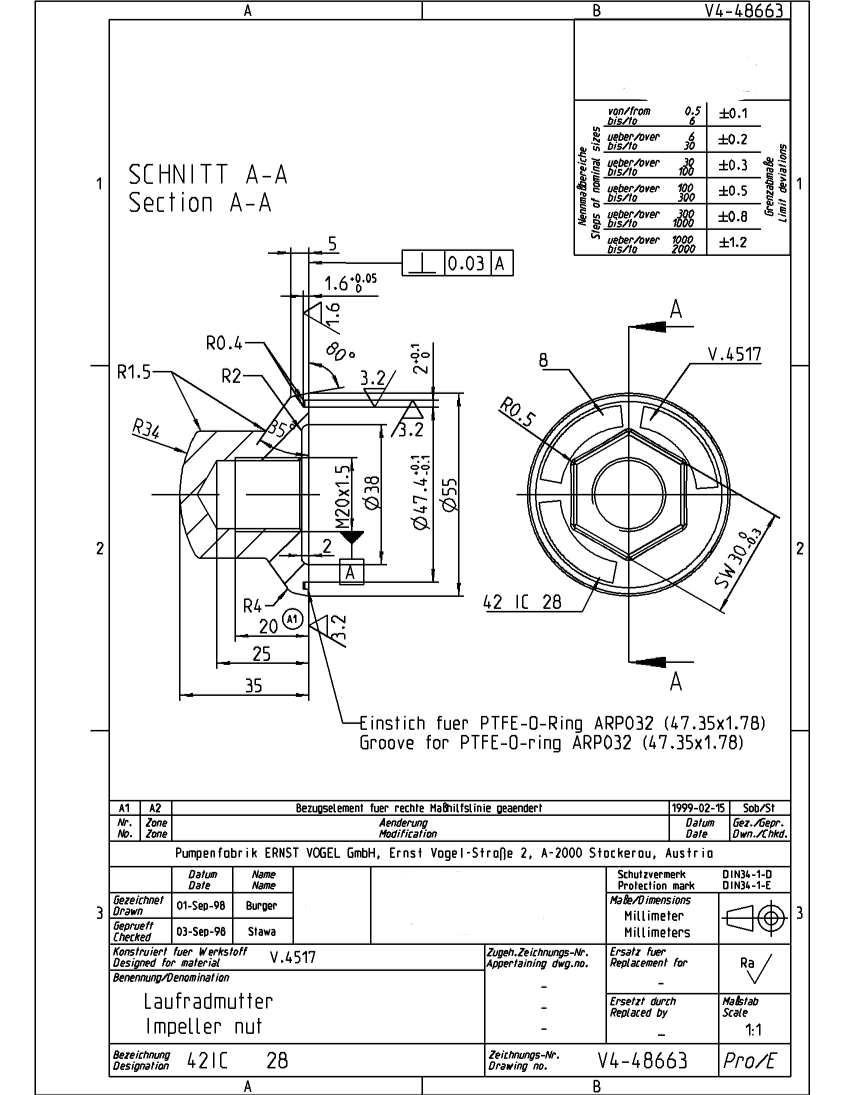 A B V4-48663
von/from 0.5 ±0.1
bis/to 6
ueber/over 6 ±0.2
bis/to 30
ueber/over 30 ±0.3
bis/to 100
ueber/over 100 ±0.5
bis/to 300
ueber/over 300 ±0.8
bis/to 1000
ueber/over 1000 ±1.2
bis/to 2000
Nennmaßbereiche
Steps of nominal sizes
Grenzabmaße
Limit deviations
1 1
SCHNITT A-A
Section A-A
5
⊥ 0.03 A
1.6 +0.05 0
1.6
A
R0.4
80°
2 +0.1 0
8
V.4517
R1.5
R2
3.2
R0.5
R34
35°
3.2
M20x1.5
Ø38
Ø47.4 +0.1 -0.1
Ø55
2 2
2
A
SW 30 0 -0.3
R4
A1
20
3.2
42 IC 28
25
35
A
Einstich fuer PTFE-O-Ring ARP032 (47.35x1.78)
Groove for PTFE-O-ring ARP032 (47.35x1.78)
A1 A2 Bezugselement fuer rechte Maßhilfslinie geaendert 1999-02-15 Sob/St
Nr. Zone Aenderung Datum Gez./Gepr.
No. Zone Modification Date Dwn./Chkd.
Pumpenfabrik ERNST VOGEL GmbH, Ernst Vogel-Straße 2, A-2000 Stockerau, Austria
Datum Name Schutzvermerk DIN34-1-D
Date Name Protection mark DIN34-1-E
Gezeichnet 01-Sep-98 Burger Maße/Dimensions
Drawn Millimeter
Geprueft 03-Sep-98 Stawa Millimeters
Checked
3 3
Konstruiert fuer Werkstoff V.4517 Zugeh.Zeichnungs-Nr. Ersatz fuer Ra
Designed for material Appertaining dwg.no. Replacement for
- -
Benennung/Denomination
Laufradmutter - Ersetzt durch Maßstab
Impeller nut - Replaced by Scale
- 1:1
Bezeichnung 42IC 28 Zeichnungs-Nr. V4-48663 Pro/E
Designation Drawing no.
A B